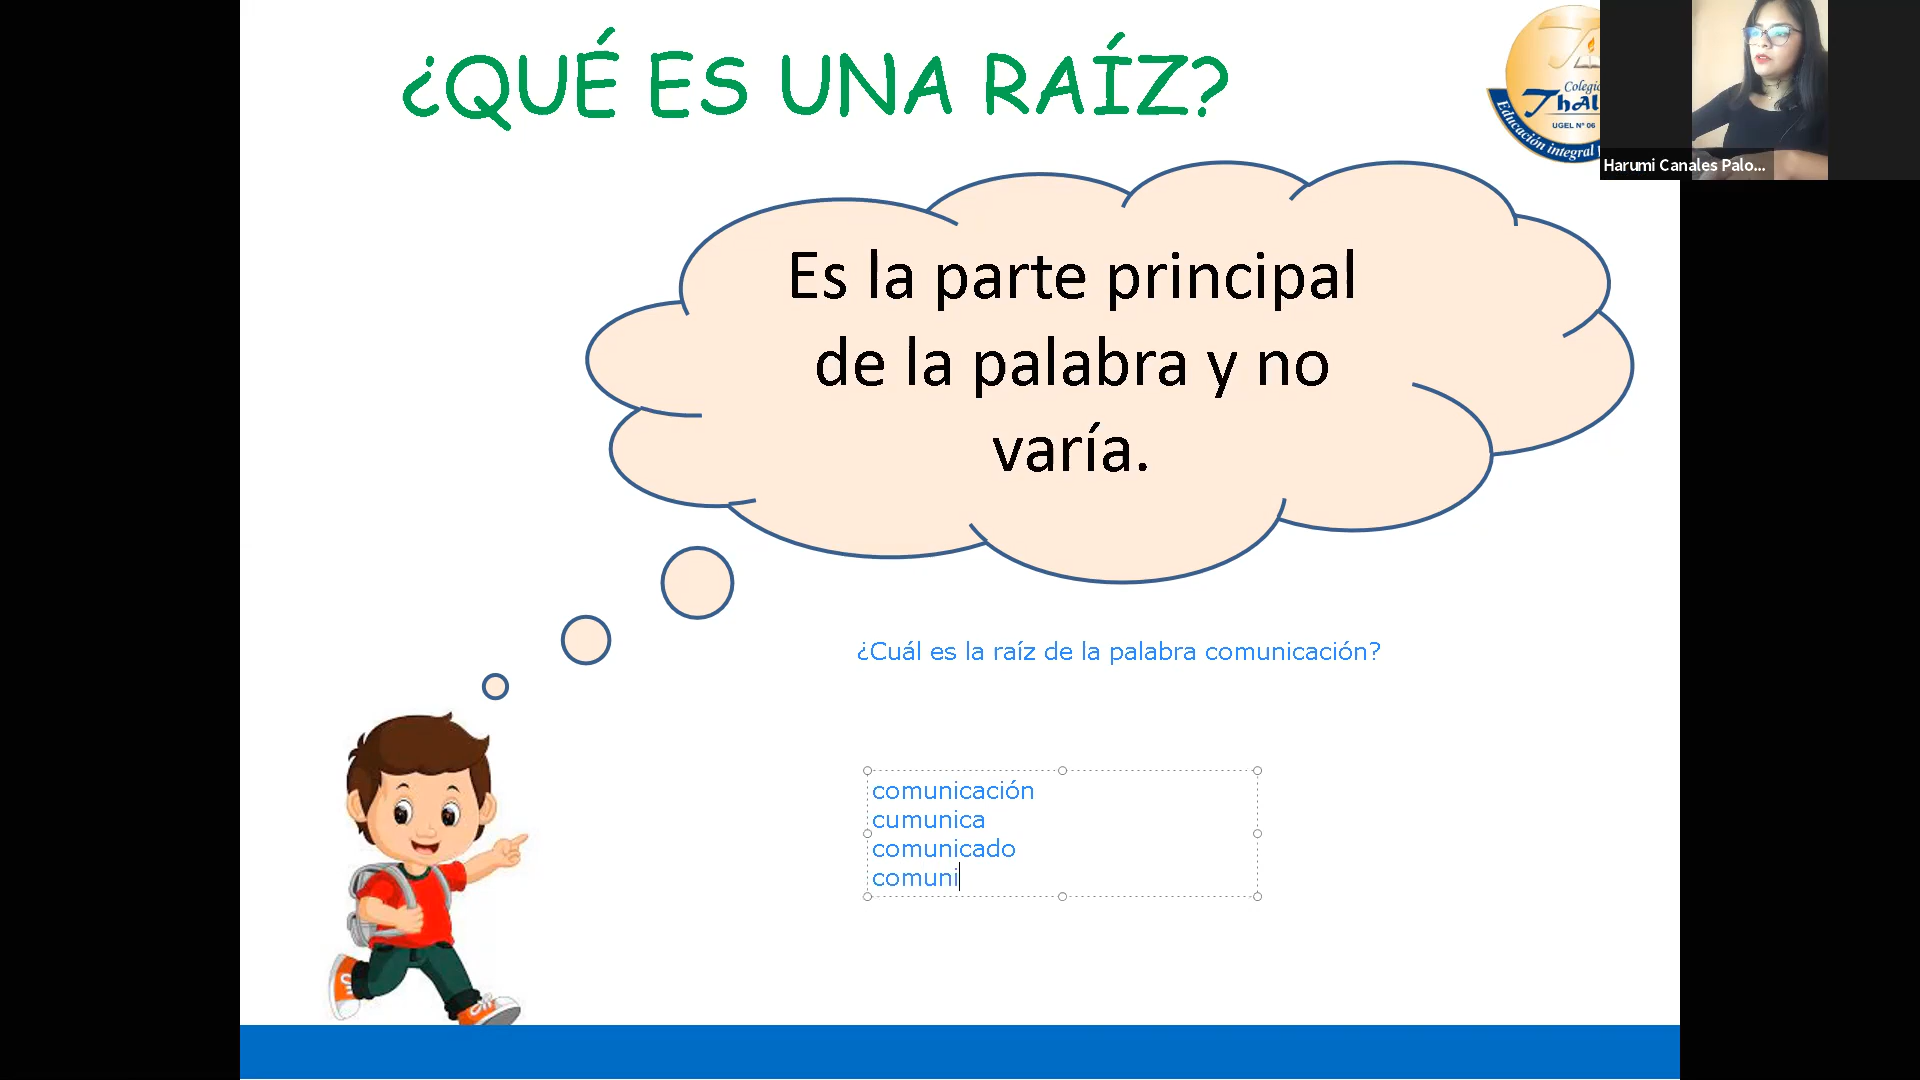 ¿QUÉ ES UNA RAÍZ?
Colegio
UGEL N° 06
Educación integral
Harumi Canales Palo...
Es la parte principal
de la palabra y no
varía.
¿Cuál es la raíz de la palabra comunicación?
comunicación
cumunica
comunicado
comuni